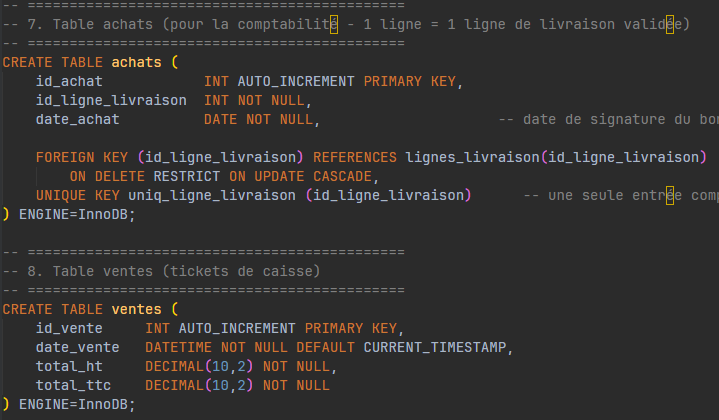 -- =============================================
-- 7. Table achats (pour la comptabilité - 1 ligne = 1 ligne de livraison validée)
-- =============================================
CREATE TABLE achats (
    id_achat            INT AUTO_INCREMENT PRIMARY KEY,
    id_ligne_livraison  INT NOT NULL,
    date_achat          DATE NOT NULL,                     -- date de signature du bo
    FOREIGN KEY (id_ligne_livraison) REFERENCES lignes_livraison(id_ligne_livraison)
        ON DELETE RESTRICT ON UPDATE CASCADE,
    UNIQUE KEY uniq_ligne_livraison (id_ligne_livraison)      -- une seule entrée comp
) ENGINE=InnoDB;
-- =============================================
-- 8. Table ventes (tickets de caisse)
-- =============================================
CREATE TABLE ventes (
    id_vente     INT AUTO_INCREMENT PRIMARY KEY,
    date_vente   DATETIME NOT NULL DEFAULT CURRENT_TIMESTAMP,
    total_ht     DECIMAL(10,2) NOT NULL,
    total_ttc    DECIMAL(10,2) NOT NULL
) ENGINE=InnoDB;